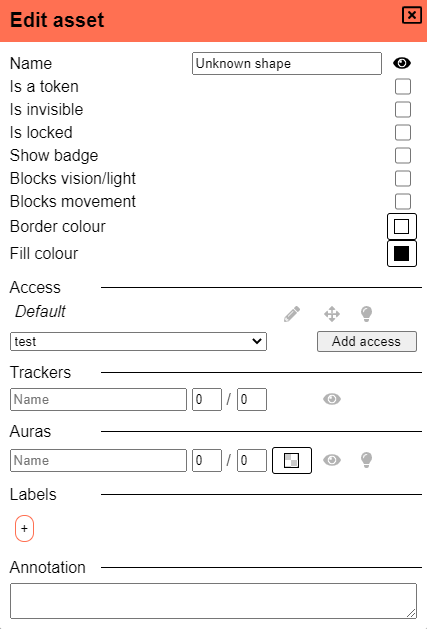 Edit asset
Name Unknown shape
Is a token
Is invisible
Is locked
Show badge
Blocks vision/light
Blocks movement
Border colour
Fill colour
Access
Default
test Add access
Trackers
Name 0 / 0
Auras
Name 0 / 0
Labels
+
Annotation